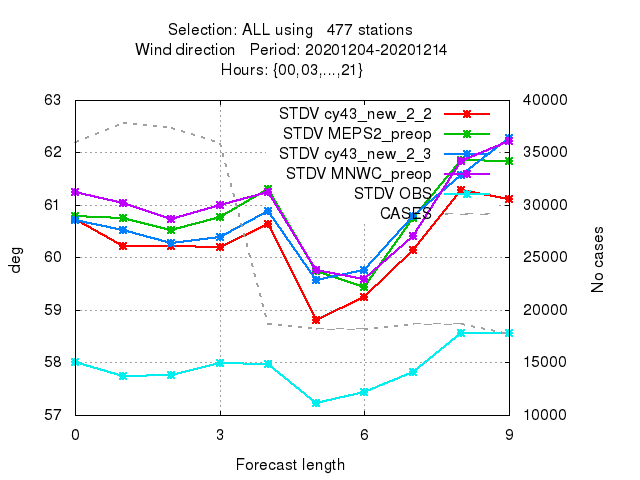 Selection: ALL using   477 stations
Wind direction   Period: 20201204-20201214
Hours: {00,03,...,21}
63
62
61
60
59
58
57
deg
40000
35000
30000
25000
20000
15000
10000
No cases
STDV cy43_new_2_2
STDV MEPS2_preop
STDV cy43_new_2_3
STDV MNWC_preop
STDV OBS
CASES
0
3
6
9
Forecast length